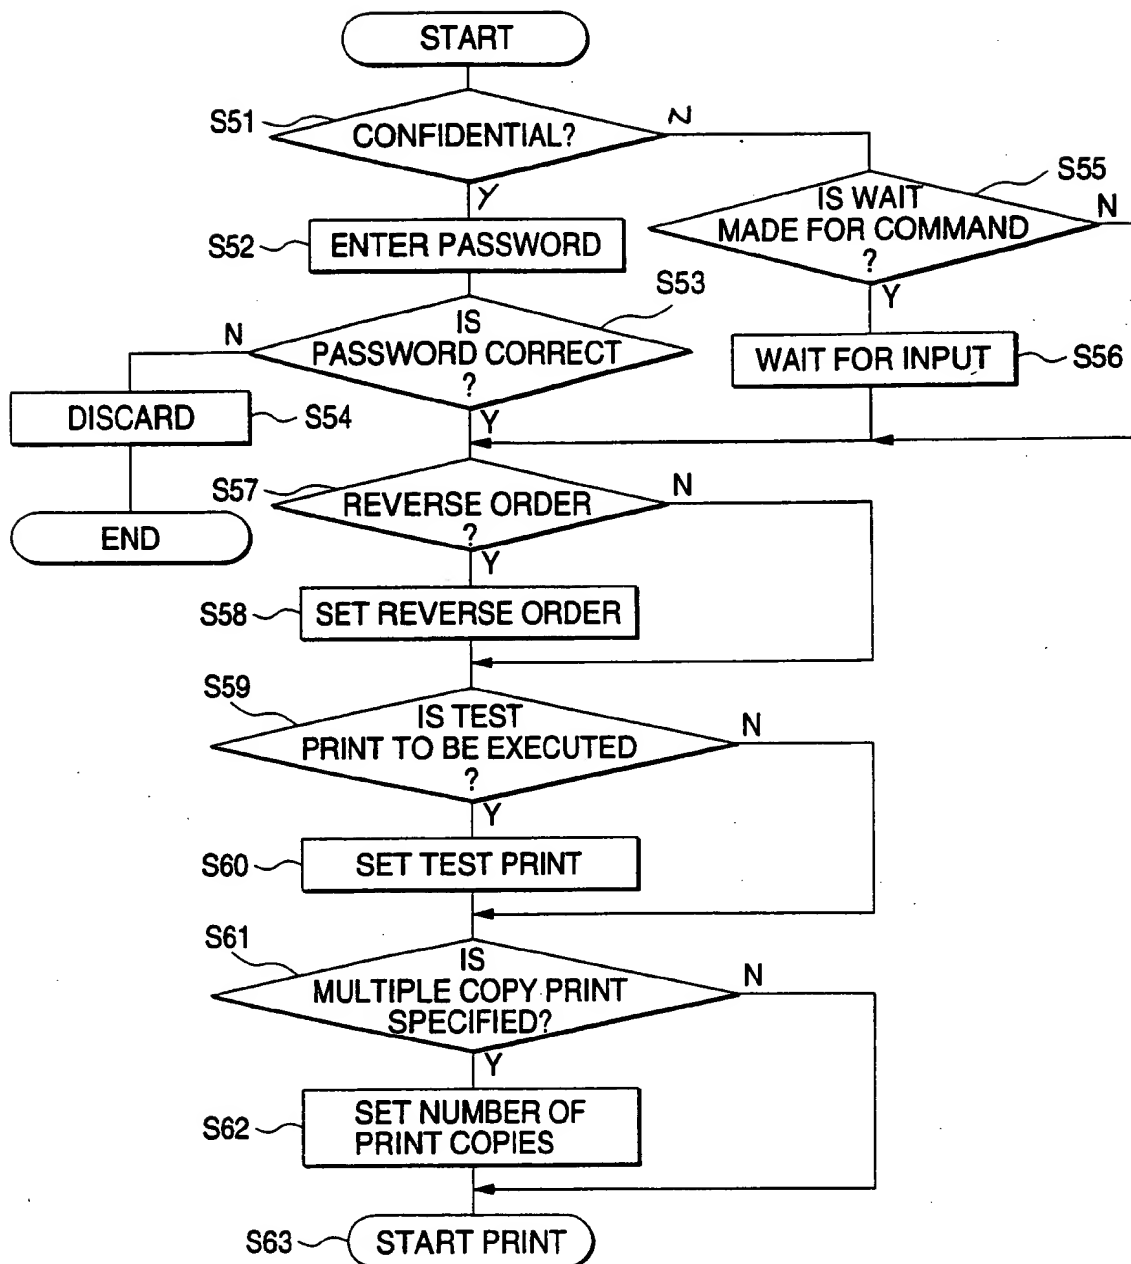 START
S51
CONFIDENTIAL?
N
Y
S55
IS WAIT
MADE FOR COMMAND
?
N
Y
S52
ENTER PASSWORD
S53
IS
PASSWORD CORRECT
?
N
Y
WAIT FOR INPUT
S56
DISCARD
S54
END
S57
REVERSE ORDER
?
N
Y
S58
SET REVERSE ORDER
S59
IS TEST
PRINT TO BE EXECUTED
?
N
Y
S60
SET TEST PRINT
S61
IS
MULTIPLE COPY PRINT
SPECIFIED?
N
Y
S62
SET NUMBER OF
PRINT COPIES
S63
START PRINT